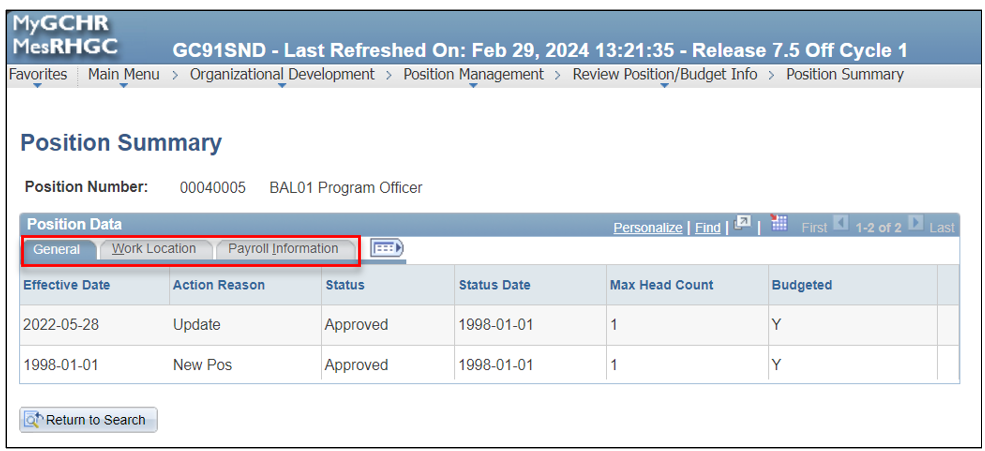 MyGCHR
MesRHGC
GC91SND - Last Refreshed On: Feb 29, 2024 13:21:35 - Release 7.5 Off Cycle 1
Favorites Main Menu > Organizational Development > Position Management > Review Position/Budget Info > Position Summary
Position Summary
Position Number: 00040005 BAL01 Program Officer
Position Data Personalize | Find | | First 1-2 of 2 Last
General Work Location Payroll Information
Effective Date Action Reason Status Status Date Max Head Count Budgeted
2022-05-28 Update Approved 1998-01-01 1 Y
1998-01-01 New Pos Approved 1998-01-01 1 Y
Return to Search